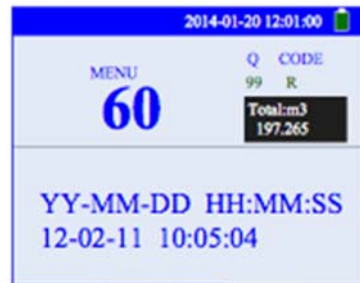 2014-01-20 12:01:00
MENU
60
Q CODE
99 R
Total:m3
197.265
YY-MM-DD HH:MM:SS
12-02-11 10:05:04